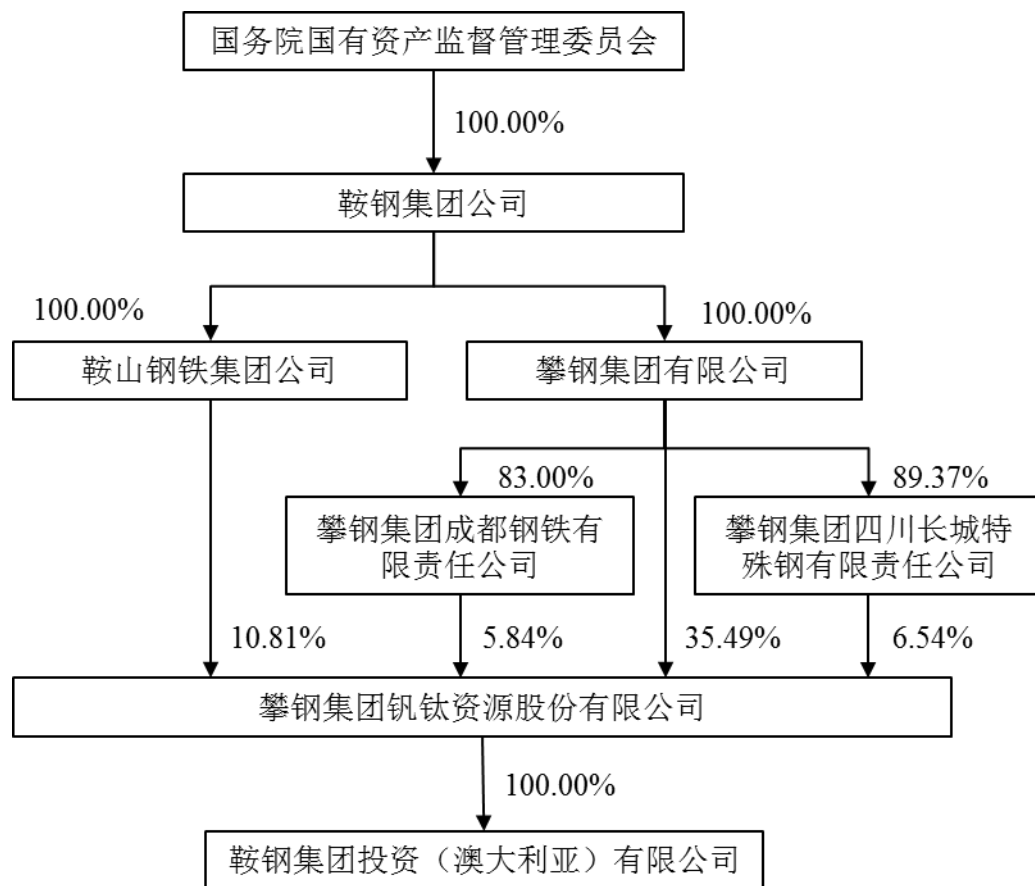 国务院国有资产监督管理委员会
100.00%
鞍钢集团公司
100.00%
100.00%
鞍山钢铁集团公司
攀钢集团有限公司
83.00%
89.37%
攀钢集团成都钢铁有
限责任公司
攀钢集团四川长城特
殊钢有限责任公司
10.81%
5.84%
35.49%
6.54%
攀钢集团钒钛资源股份有限公司
100.00%
鞍钢集团投资（澳大利亚）有限公司